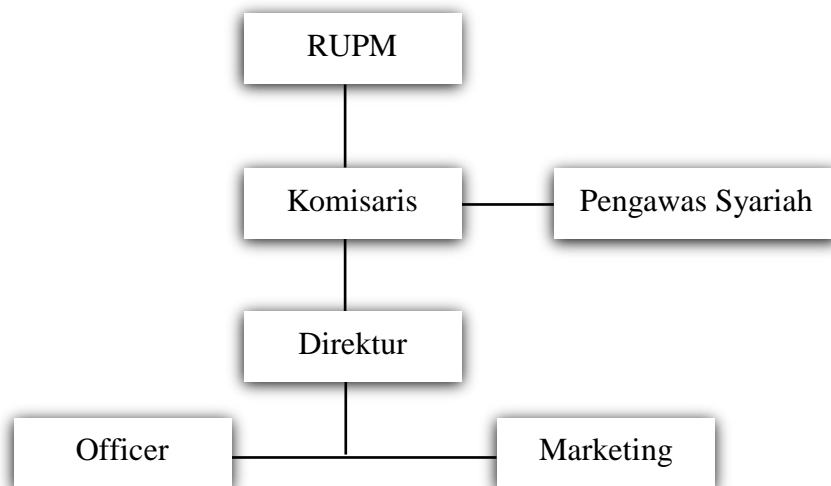 RUPM
Komisaris
Pengawas Syariah
Direktur
Officer
Marketing